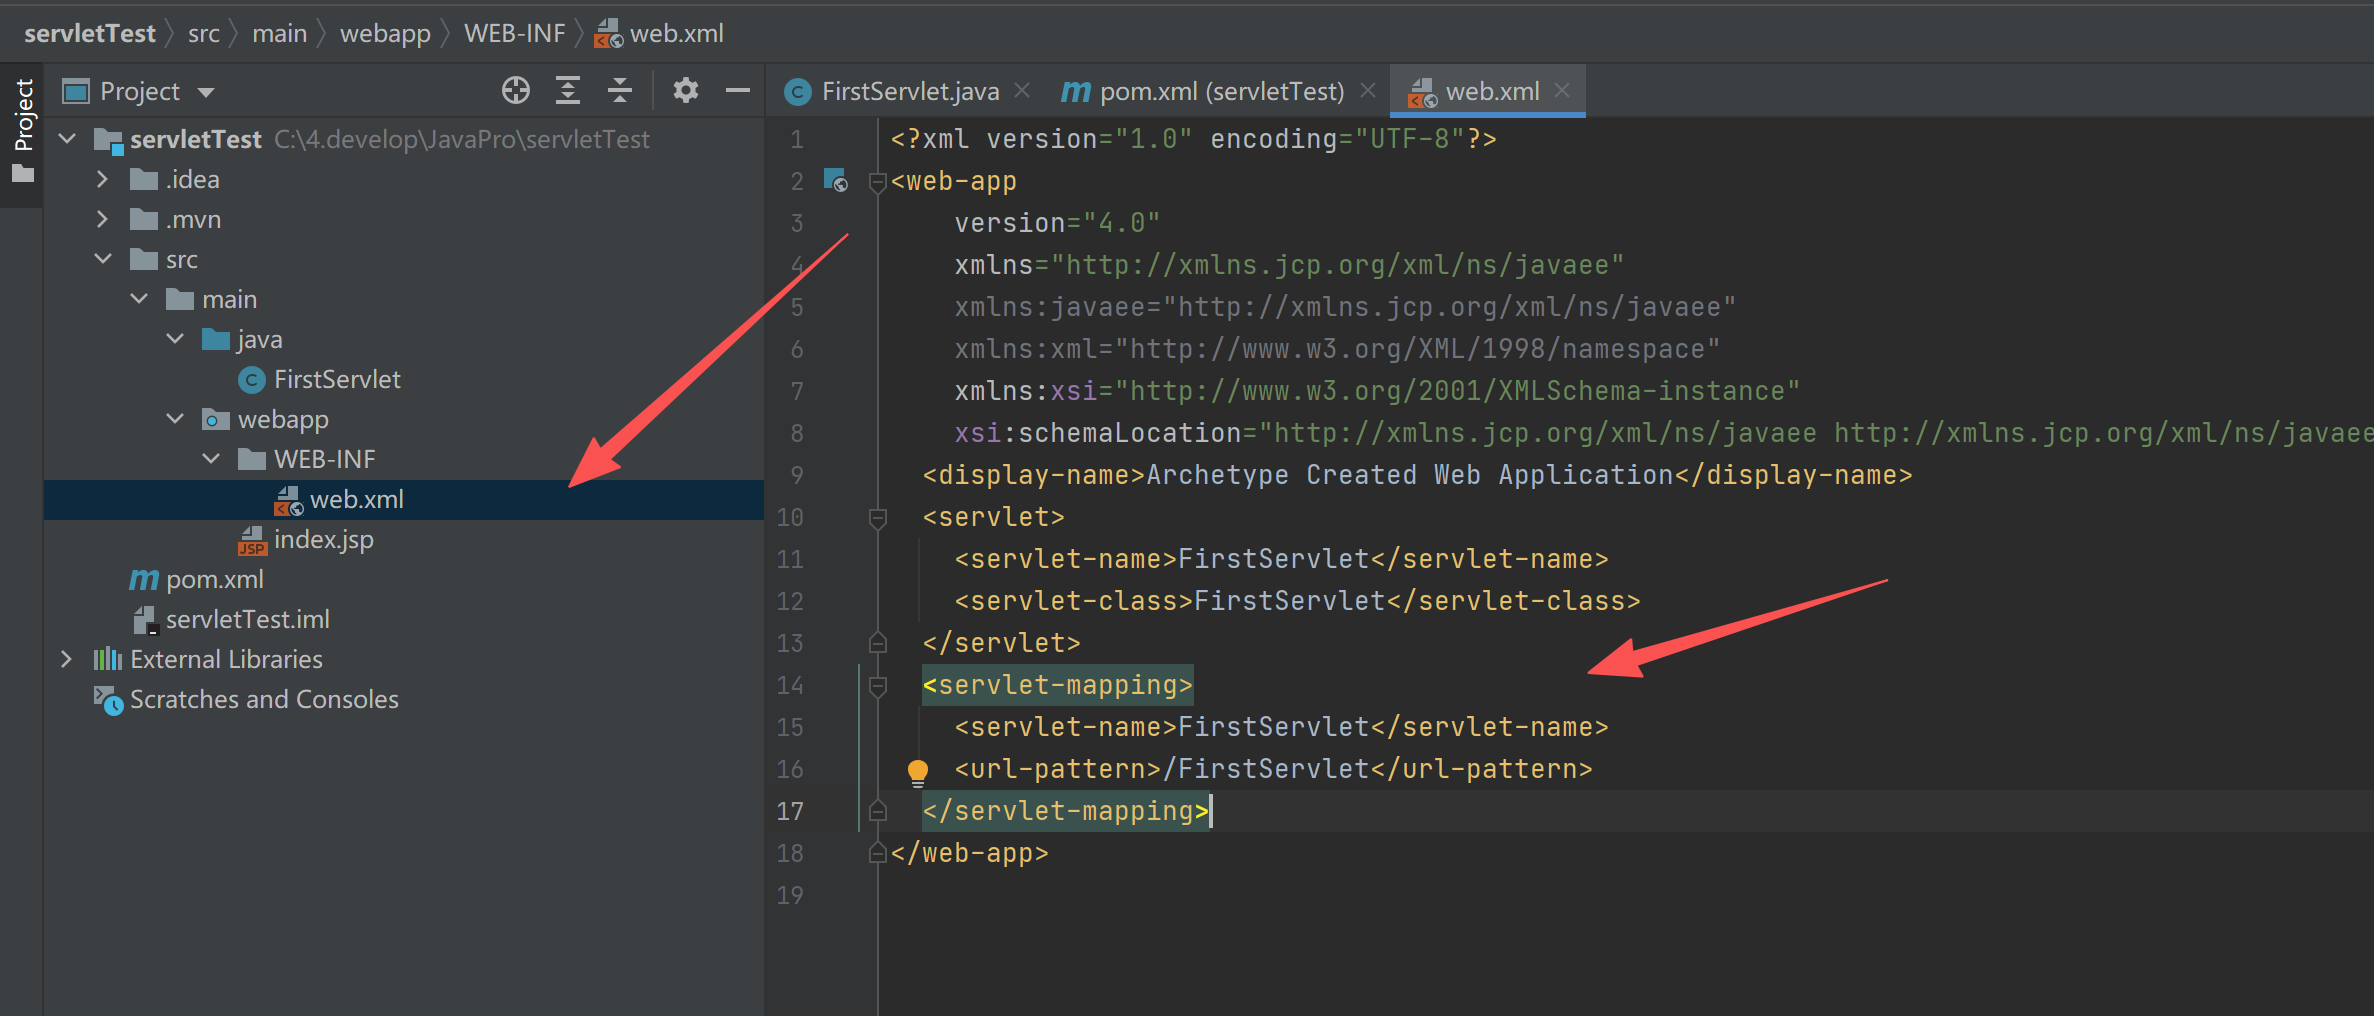 servletTest src main webapp WEB-INF web.xml
Project
Project
FirstServlet.java pom.xml (servletTest) web.xml
servletTest C:\4.develop\JavaPro\servletTest
.idea
.mvn
src
main
java
FirstServlet
webapp
WEB-INF
web.xml
JSP index.jsp
m pom.xml
servletTest.iml
External Libraries
Scratches and Consoles
1 <?xml version="1.0" encoding="UTF-8"?>
2 <web-app
3 version="4.0"
4 xmlns="http://xmlns.jcp.org/xml/ns/javaee"
5 xmlns:javaee="http://xmlns.jcp.org/xml/ns/javaee"
6 xmlns:xml="http://www.w3.org/XML/1998/namespace"
7 xmlns:xsi="http://www.w3.org/2001/XMLSchema-instance"
8 xsi:schemaLocation="http://xmlns.jcp.org/xml/ns/javaee http://xmlns.jcp.org/xml/ns/javaee
9 <display-name>Archetype Created Web Application</display-name>
10 <servlet>
11 <servlet-name>FirstServlet</servlet-name>
12 <servlet-class>FirstServlet</servlet-class>
13 </servlet>
14 <servlet-mapping>
15 <servlet-name>FirstServlet</servlet-name>
16 <url-pattern>/FirstServlet</url-pattern>
17 </servlet-mapping>
18 </web-app>
19